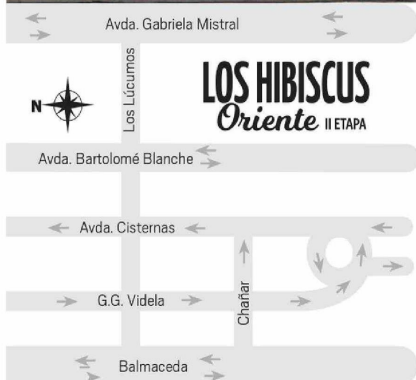 Avda. Gabriela Mistral
Los Lúcumos
N
LOS HIBISCUS
Oriente II ETAPA
Avda. Bartolomé Blanche
Avda. Cisternas
G.G. Videla
Chañar
Balmaceda